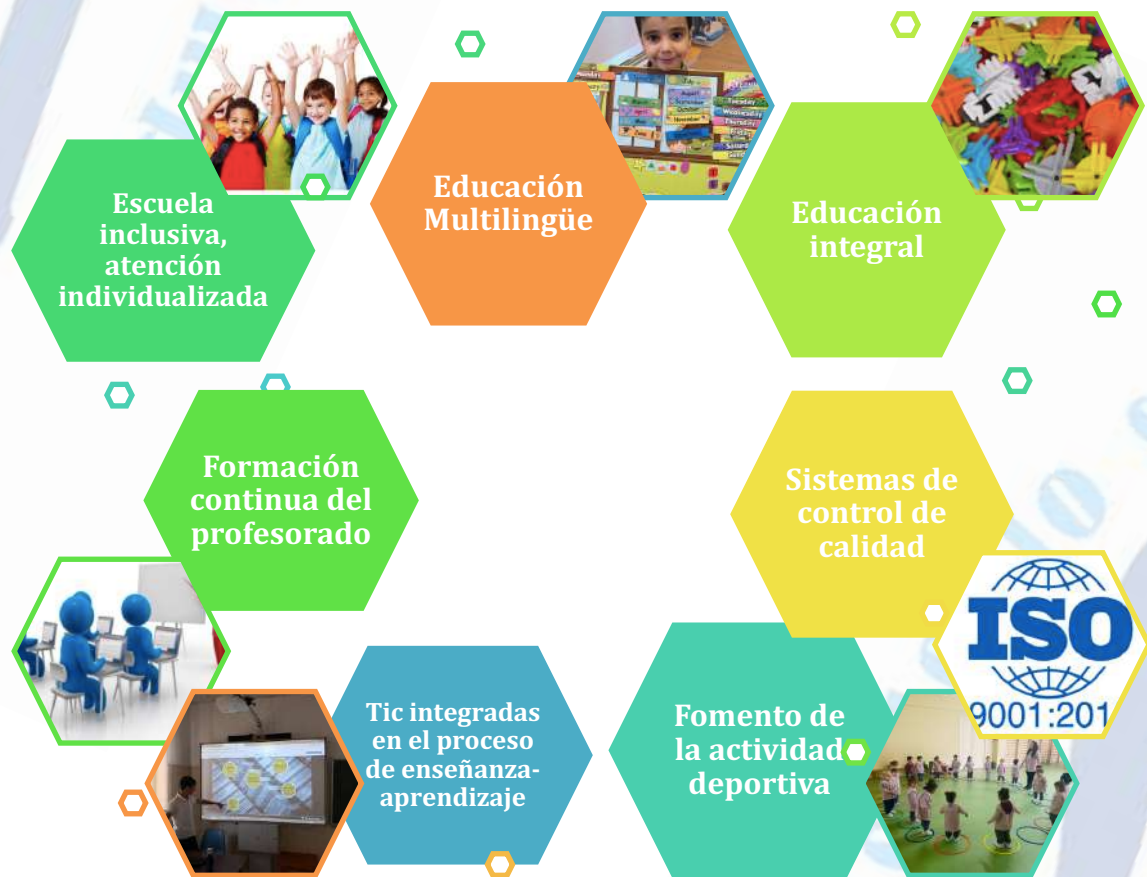 Escuela
inclusiva,
atención
individualizada
Educación
Multilingüe
Educación
integral
Formación
continua del
profesorado
Sistemas de
control de
calidad
ISO
9001:201
Tic integradas
en el proceso
de enseñanza-
aprendizaje
Fomento de
la actividad
deportiva